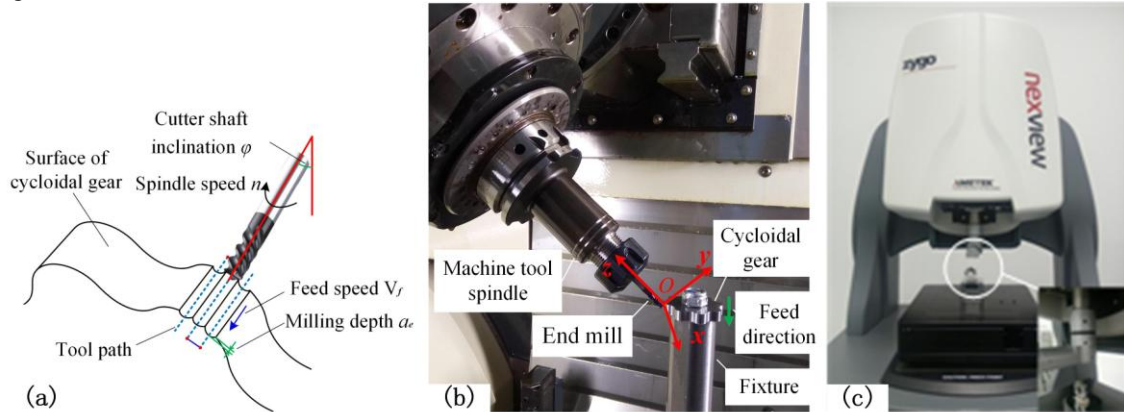 Cutter shaft
inclination φ
Surface of
cycloidal gear
Spindle speed n
Feed speed Vf
Milling depth ae
Tool path
(a)
Machine tool
spindle
End mill
z
O
y
x
Cycloidal
gear
Feed
direction
Fixture
(b)
zygo
nexview
AMETEK
(c)